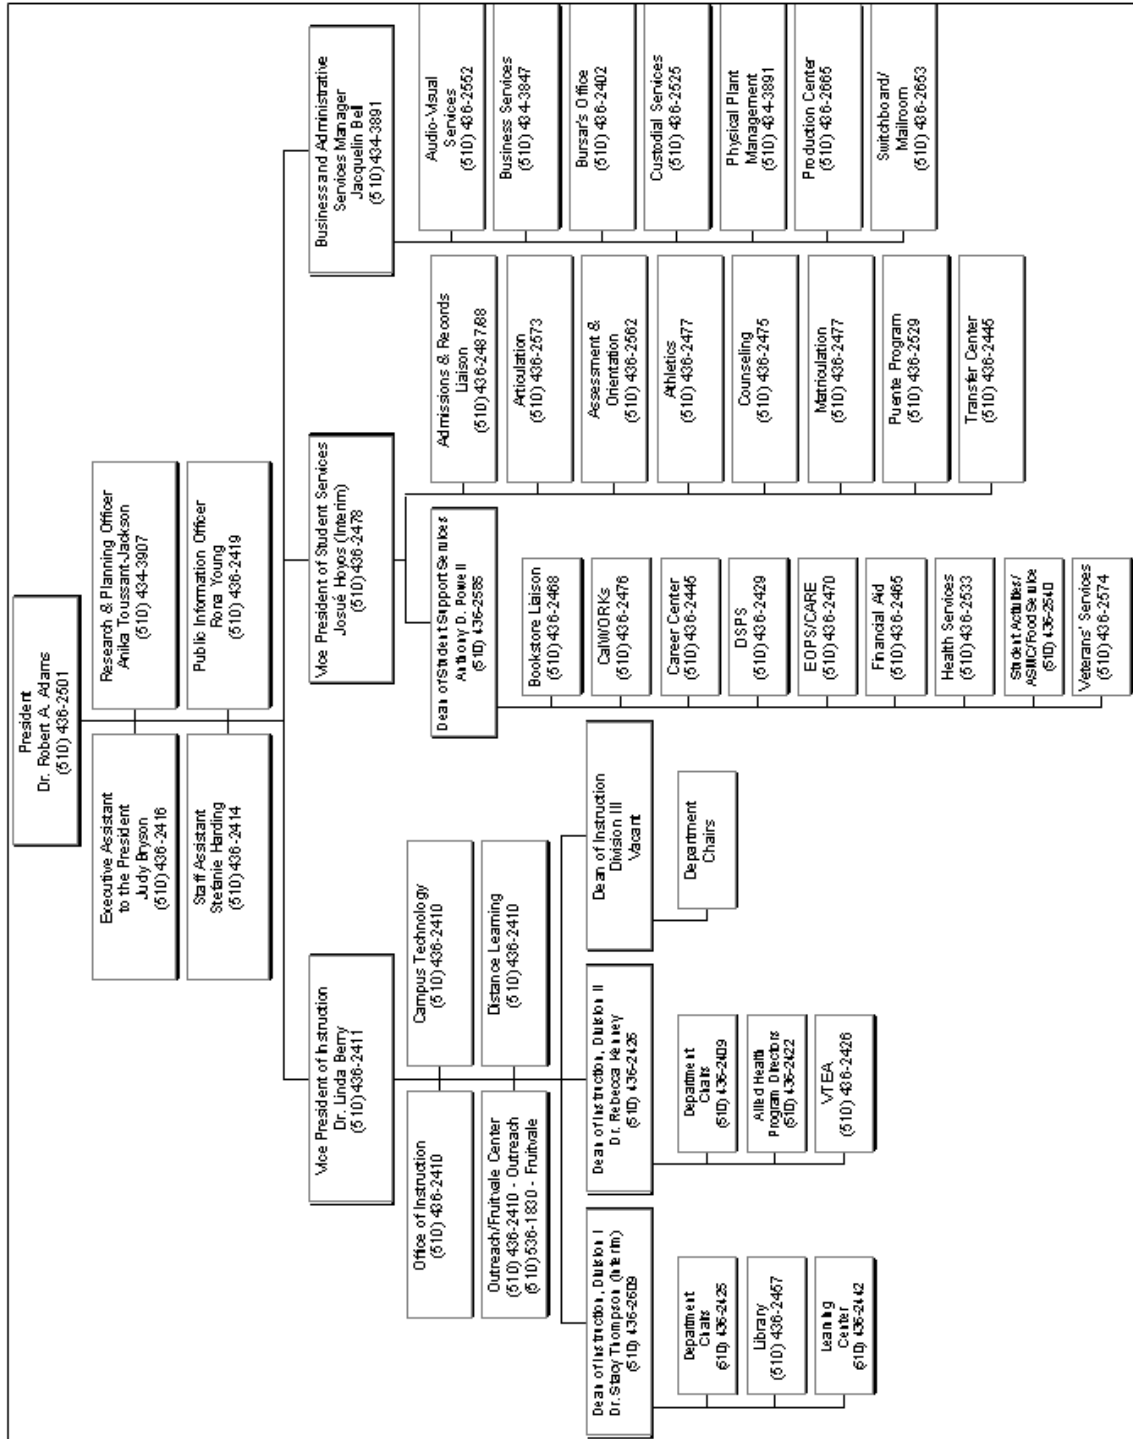 President
Dr. Robert A. Adams
(510) 436-2501
Executive Assistant
to the President
Judy Bryson
(510) 436-2416
Research & Planning Officer
Anika Toussant-Jackson
(510) 434-3907
Staff Assistant
Stefanie Harding
(510) 436-2414
Public Information Officer
Rona Young
(510) 436-2419
Vice President of Instruction
Dr. Linda Berry
(510) 436-2411
Vice President of Student Services
Josué Hoyos (Interim)
(510) 436-2478
Business and Administrative
Services Manager
Jacquelin Bell
(510) 434-3891
Office of Instruction
(510) 436-2410
Campus Technology
(510) 436-2410
Outreach/Fruitvale Center
(510) 436-2410 - Outreach
(510) 536-1830 - Fruitvale
Distance Learning
(510) 436-2410
Dean of Instruction, Division I
Dr. Stacy Thompson (Interim)
(510) 436-2609
Department
Chairs
(510) 436-2425
Library
(510) 436-2457
Learning
Center
(510) 436-2442
Dean of Instruction, Division II
Dr. Rebecca Kenney
(510) 436-2426
Department
Chairs
(510) 436-2409
Allied Health
Program Directors
(510) 436-2422
VTEA
(510) 436-2426
Dean of Instruction
Division III
Vacant
Department
Chairs
Dean of Student Support Services
Anthony D. Powell
(510) 436-2585
Bookstore Liaison
(510) 436-2468
CalWORKs
(510) 436-2476
Career Center
(510) 436-2445
DSPS
(510) 436-2429
EOPS/CARE
(510) 436-2470
Financial Aid
(510) 436-2465
Health Services
(510) 436-2533
Student Activities/
ASMC/Food Service
(510) 436-2540
Veterans' Services
(510) 436-2574
Admissions & Records
Liaison
(510) 436-2487/88
Articulation
(510) 436-2573
Assessment &
Orientation
(510) 436-2562
Athletics
(510) 436-2477
Counseling
(510) 436-2475
Matriculation
(510) 436-2477
Puente Program
(510) 436-2529
Transfer Center
(510) 436-2445
Audio-Visual
Services
(510) 436-2552
Business Services
(510) 434-3847
Bursar's Office
(510) 436-2402
Custodial Services
(510) 436-2525
Physical Plant
Management
(510) 434-3891
Production Center
(510) 436-2665
Switchboard/
Mailroom
(510) 436-2653